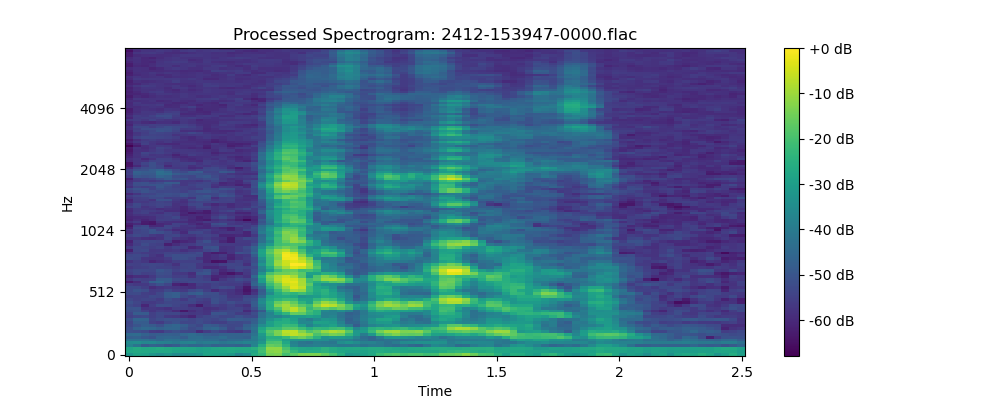 Processed Spectrogram: 2412-153947-0000.flac
Hz
4096
2048
1024
512
0
0
0.5
1
1.5
2
2.5
Time
+0 dB
-10 dB
-20 dB
-30 dB
-40 dB
-50 dB
-60 dB